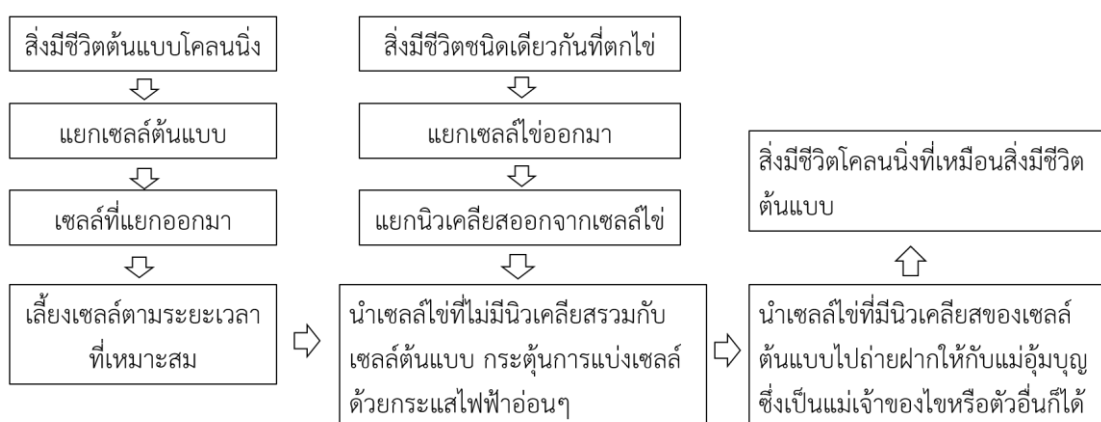 สิ่งมีชีวิตต้นแบบโคลนนิ่ง
แยกเซลล์ต้นแบบ
เซลล์ที่แยกออกมา
เลี้ยงเซลล์ตามระยะเวลา
ที่เหมาะสม
สิ่งมีชีวิตชนิดเดียวกันที่ตกไข่
แยกเซลล์ไข่ออกมา
แยกนิวเคลียสออกจากเซลล์ไข่
นำเซลล์ไข่ที่ไม่มีนิวเคลียสรวมกับ
เซลล์ต้นแบบ กระตุ้นการแบ่งเซลล์
ด้วยกระแสไฟฟ้าอ่อนๆ
นำเซลล์ไข่ที่มีนิวเคลียสของเซลล์
ต้นแบบไปถ่ายฝากให้กับแม่อุ้มบุญ
ซึ่งเป็นแม่เจ้าของไขหรือตัวอื่นก็ได้
สิ่งมีชีวิตโคลนนิ่งที่เหมือนสิ่งมีชีวิต
ต้นแบบ